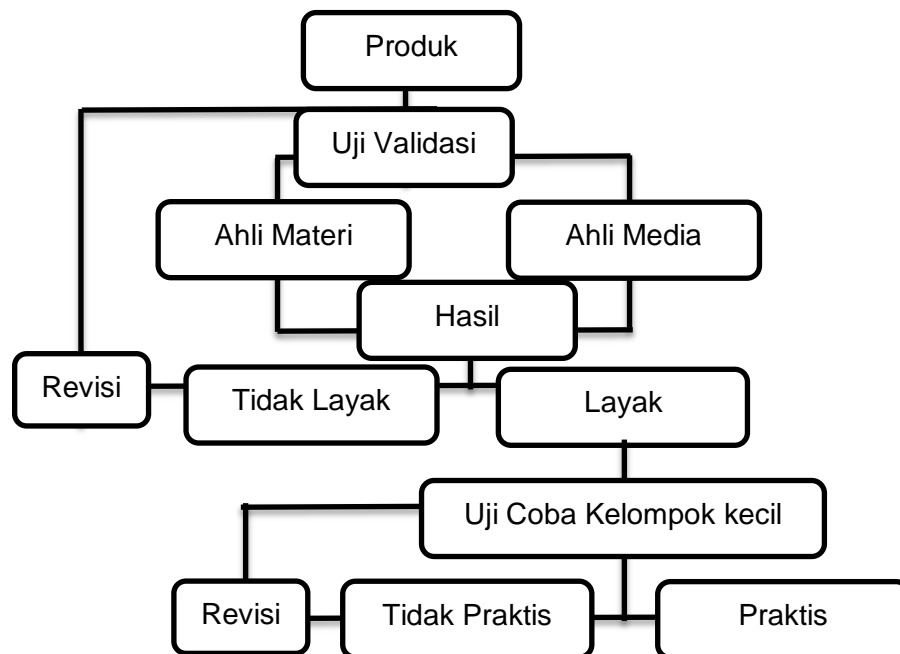 Produk
Uji Validasi
Ahli Materi
Ahli Media
Hasil
Revisi
Tidak Layak
Layak
Uji Coba Kelompok kecil
Revisi
Tidak Praktis
Praktis